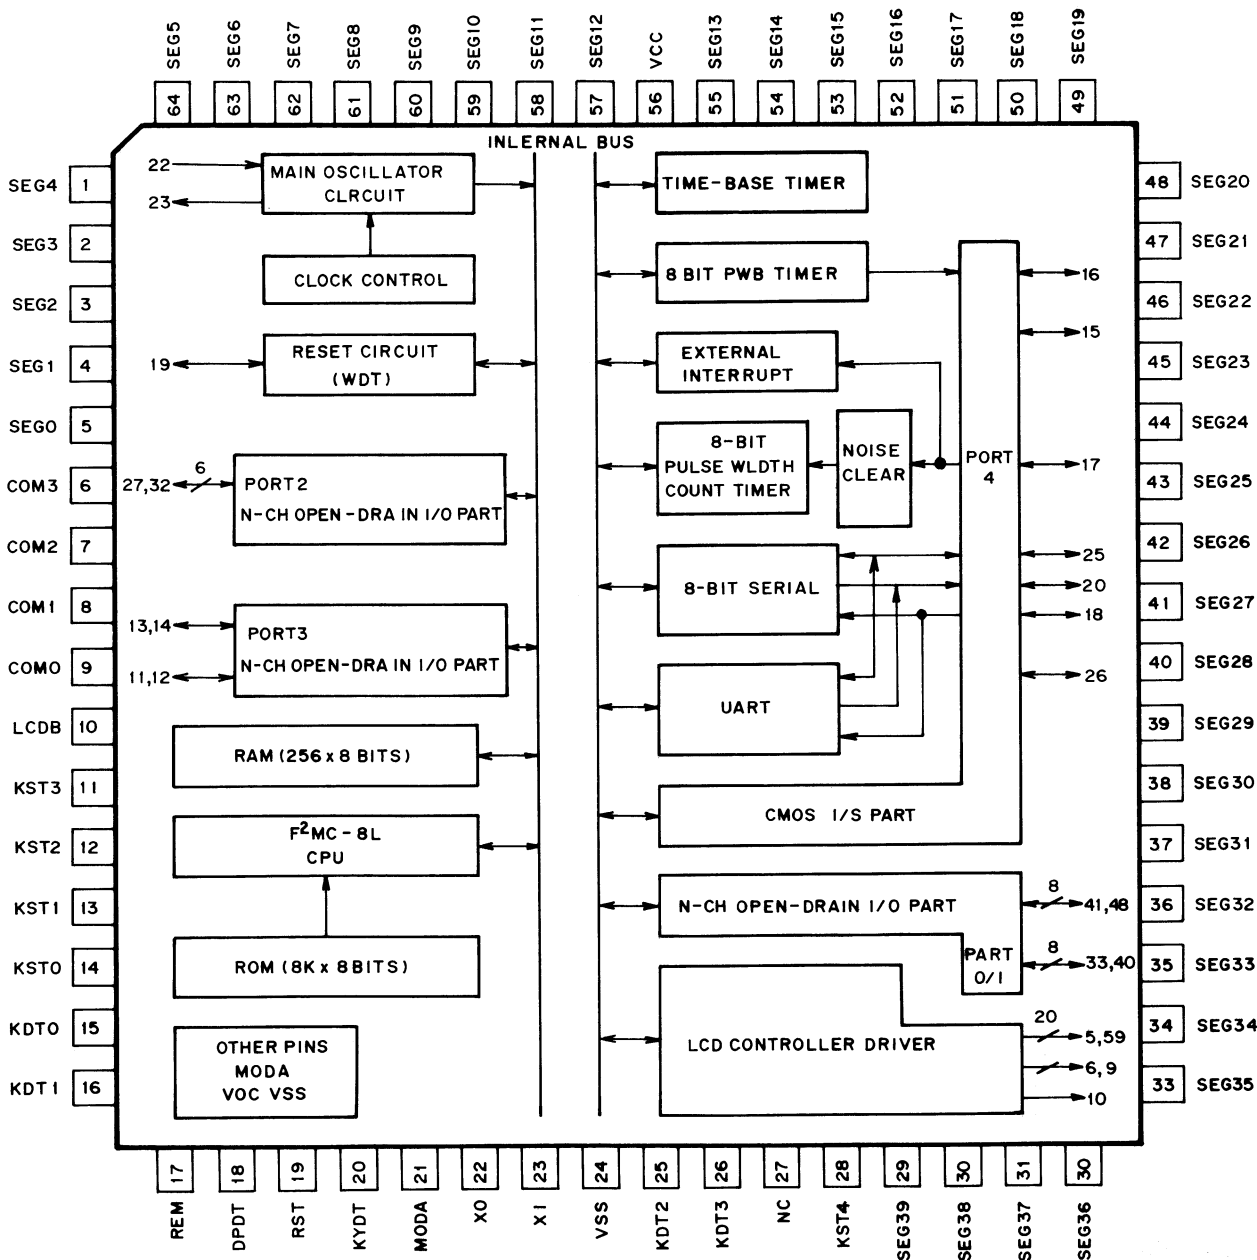 SEG5 SEG6 SEG7 SEG8 SEG9 SEG10 SEG11 SEG12 VCC SEG13 SEG14 SEG15 SEG16 SEG17 SEG18 SEG19
64 63 62 61 60 59 58 57 56 55 54 53 52 51 50 49
INLERNAL BUS
SEG4 1
SEG3 2
SEG2 3
SEG1 4
SEG0 5
COM3 6
COM2 7
COM1 8
COM0 9
LCDB 10
KST3 11
KST2 12
KST1 13
KST0 14
KDT0 15
KDT1 16
22
23
MAIN OSCILLATOR
CLRCUIT
CLOCK CONTROL
19
RESET CIRCUIT
(WDT)
27,32
6
PORT2
N-CH OPEN-DRA IN I/O PART
13,14
11,12
PORT3
N-CH OPEN-DRA IN I/O PART
RAM (256 x 8 BITS)
F²MC-8L
CPU
ROM (8K x 8BITS)
OTHER PINS
MODA
VOC VSS
TIME-BASE TIMER
8 BIT PWB TIMER
EXTERNAL
INTERRUPT
8-BIT
PULSE WLDTH
COUNT TIMER
NOISE
CLEAR
PORT
4
8-BIT SERIAL
UART
CMOS I/S PART
N-CH OPEN-DRAIN I/O PART
PART
0/1
LCD CONTROLLER DRIVER
16
15
17
25
20
18
26
8
41,48
8
33,40
20
5,59
6,9
10
48 SEG20
47 SEG21
46 SEG22
45 SEG23
44 SEG24
43 SEG25
42 SEG26
41 SEG27
40 SEG28
39 SEG29
38 SEG30
37 SEG31
36 SEG32
35 SEG33
34 SEG34
33 SEG35
17 18 19 20 21 22 23 24 25 26 27 28 29 30 31 30
REM DPDT RST KYDT MODA X0 X1 VSS KDT2 KDT3 NC KST4 SEG39 SEG38 SEG37 SEG36